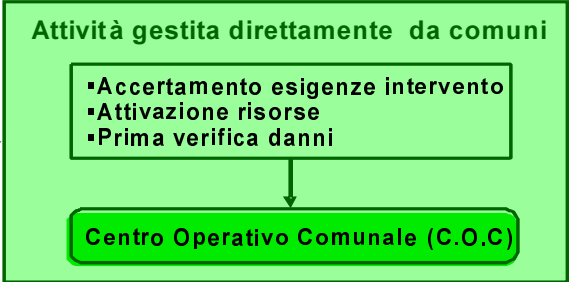 Attività gestita direttamente da comuni
▪Accertamento esigenze intervento
▪Attivazione risorse
▪Prima verifica danni
Centro Operativo Comunale (C.O.C)